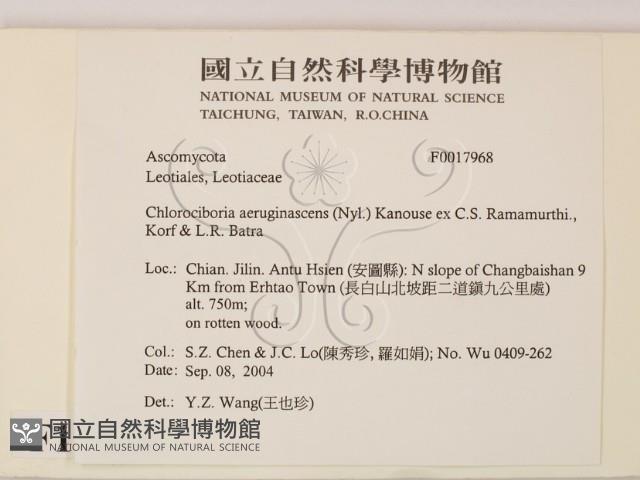 國立自然科學博物館
NATIONAL MUSEUM OF NATURAL SCIENCE
TAICHUNG, TAIWAN, R.O.CHINA
Ascomycota F0017968
Leotiales, Leotiaceae
Chlorociboria aeruginascens (Nyl.) Kanouse ex C.S. Ramamurthi.,
Korf & L.R. Batra
Loc.: Chian. Jilin. Antu Hsien (安圖縣): N slope of Changbaishan 9
Km from Erhtao Town (長白山北坡距二道鎮九公里處)
alt. 750m;
on rotten wood.
Col.: S.Z. Chen & J.C. Lo(陳秀珍, 羅如娟); No. Wu 0409-262
Date: Sep. 08, 2004
Det.: Y.Z. Wang(王也珍)
國立自然科學博物館
NATIONAL MUSEUM OF NATURAL SCIENCE